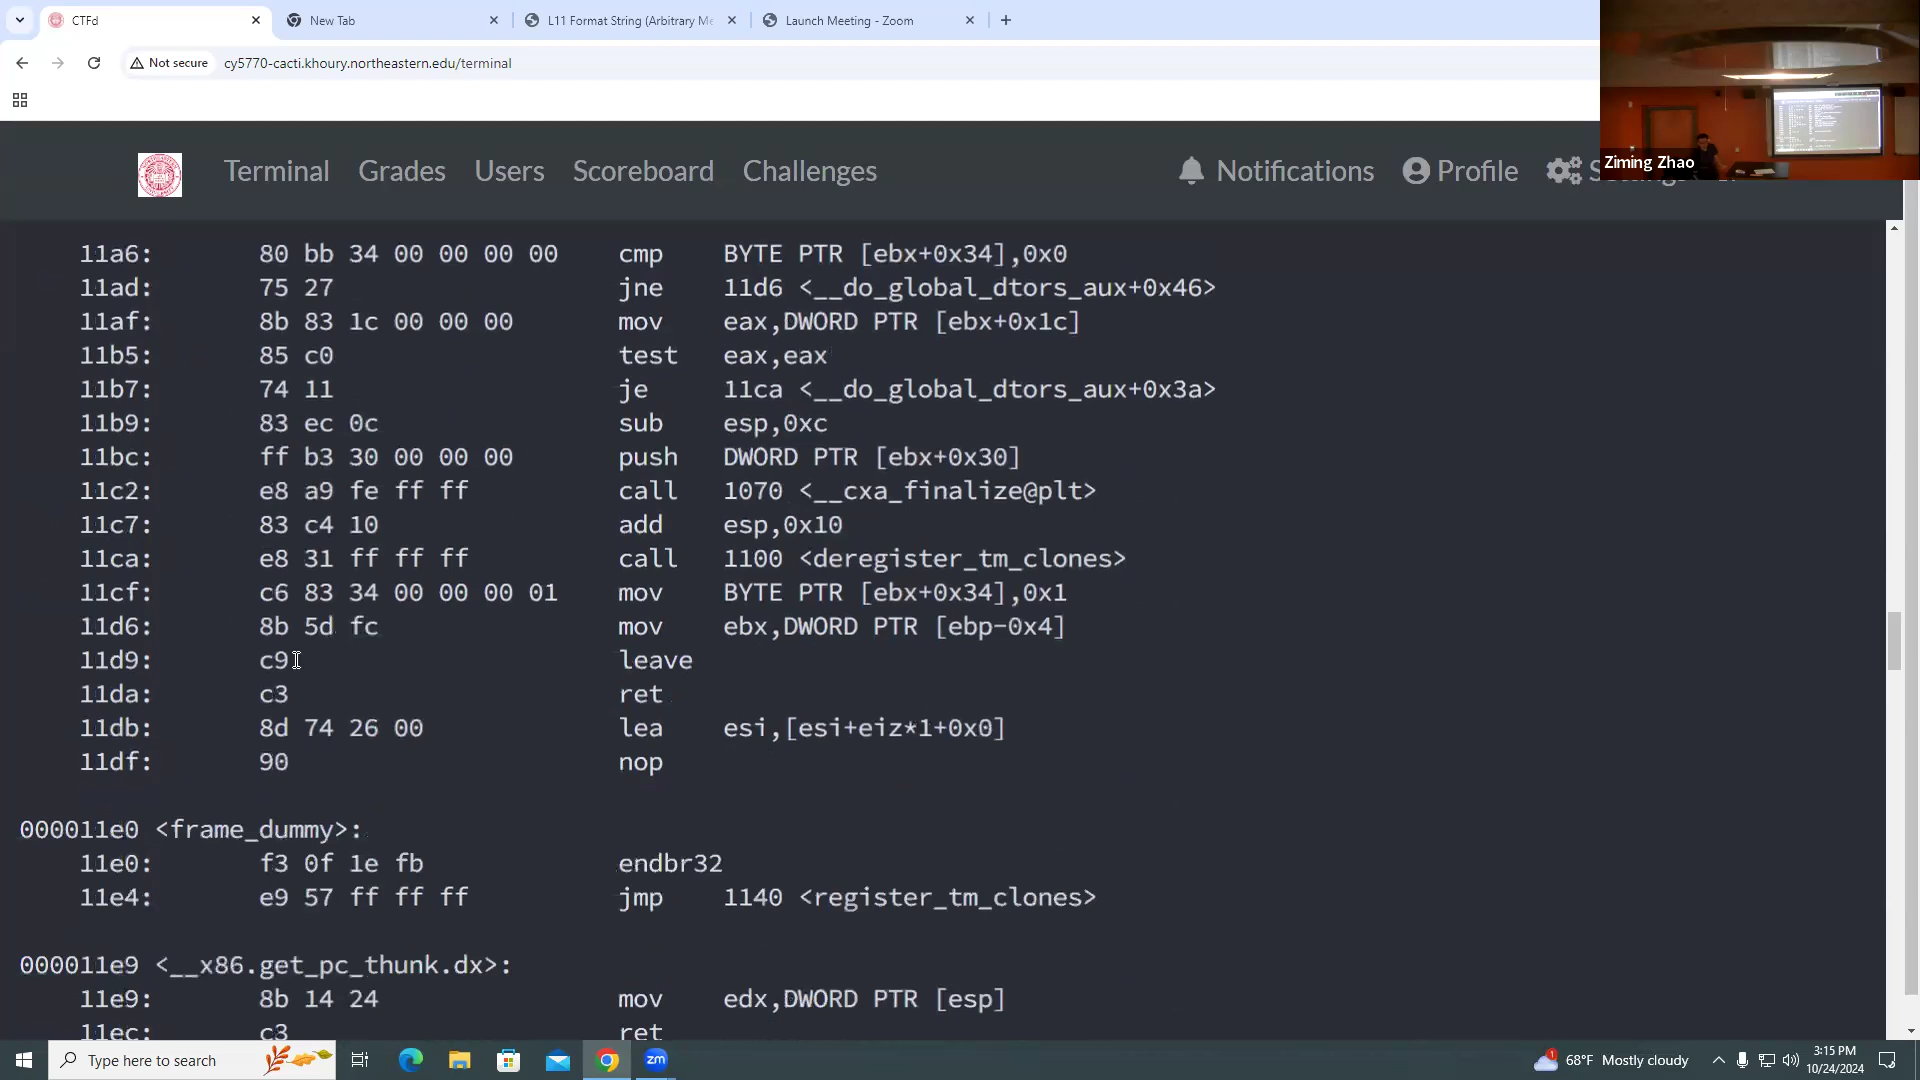 CTFd
New Tab
L11 Format String (Arbitrary Me
Launch Meeting - Zoom
Not secure
cy5770-cacti.khoury.northeastern.edu/terminal
Ziming Zhao
Terminal Grades Users Scoreboard Challenges Notifications Profile
11a6: 80 bb 34 00 00 00 00 cmp BYTE PTR [ebx+0x34],0x0
11ad: 75 27 jne 11d6 <__do_global_dtors_aux+0x46>
11af: 8b 83 1c 00 00 00 mov eax,DWORD PTR [ebx+0x1c]
11b5: 85 c0 test eax,eax
11b7: 74 11 je 11ca <__do_global_dtors_aux+0x3a>
11b9: 83 ec 0c sub esp,0xc
11bc: ff b3 30 00 00 00 push DWORD PTR [ebx+0x30]
11c2: e8 a9 fe ff ff call 1070 <__cxa_finalize@plt>
11c7: 83 c4 10 add esp,0x10
11ca: e8 31 ff ff ff call 1100 <deregister_tm_clones>
11cf: c6 83 34 00 00 00 01 mov BYTE PTR [ebx+0x34],0x1
11d6: 8b 5d fc mov ebx,DWORD PTR [ebp-0x4]
11d9: c9 leave
11da: c3 ret
11db: 8d 74 26 00 lea esi,[esi+eiz*1+0x0]
11df: 90 nop
000011e0 <frame_dummy>:
11e0: f3 0f 1e fb endbr32
11e4: e9 57 ff ff ff jmp 1140 <register_tm_clones>
000011e9 <__x86.get_pc_thunk.dx>:
11e9: 8b 14 24 mov edx,DWORD PTR [esp]
11ec: c3 ret
Type here to search
zm
1
68°F Mostly cloudy
3:15 PM
10/24/2024